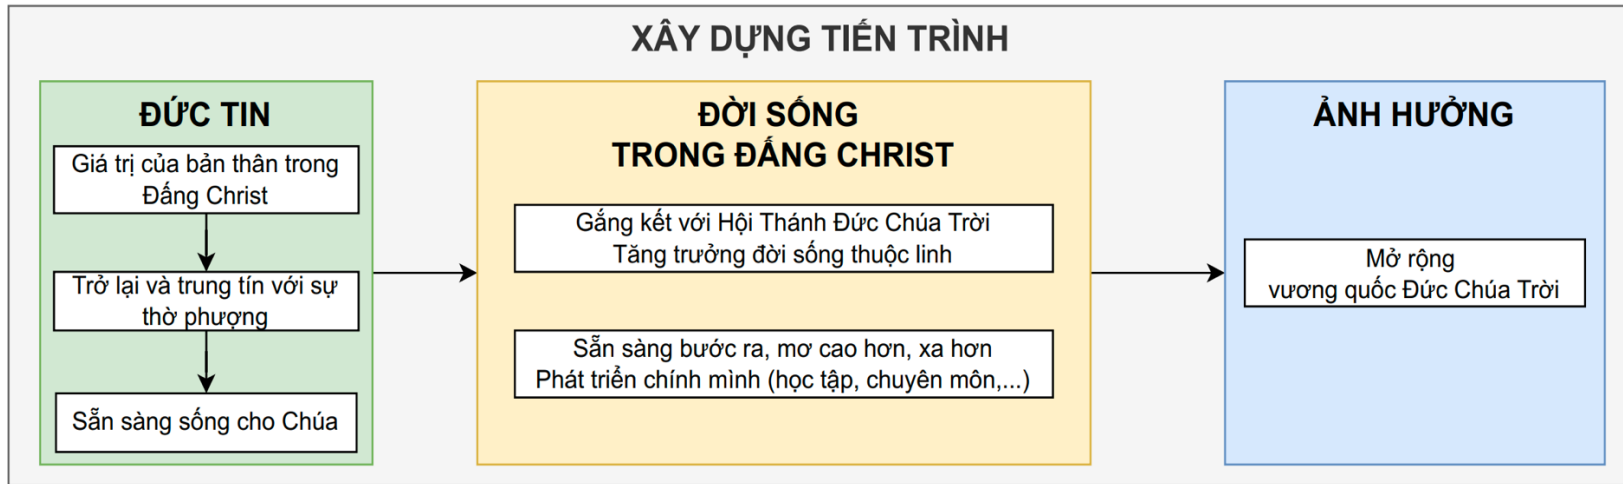 XÂY DỰNG TIẾN TRÌNH
ĐỨC TIN
Giá trị của bản thân trong
Đấng Christ
Trở lại và trung tín với sự
thờ phượng
Sẵn sàng sống cho Chúa
ĐỜI SỐNG
TRONG ĐẤNG CHRIST
Gắng kết với Hội Thánh Đức Chúa Trời
Tăng trưởng đời sống thuộc linh
Sẵn sàng bước ra, mơ cao hơn, xa hơn
Phát triển chính mình (học tập, chuyên môn,...)
ẢNH HƯỞNG
Mở rộng
vương quốc Đức Chúa Trời